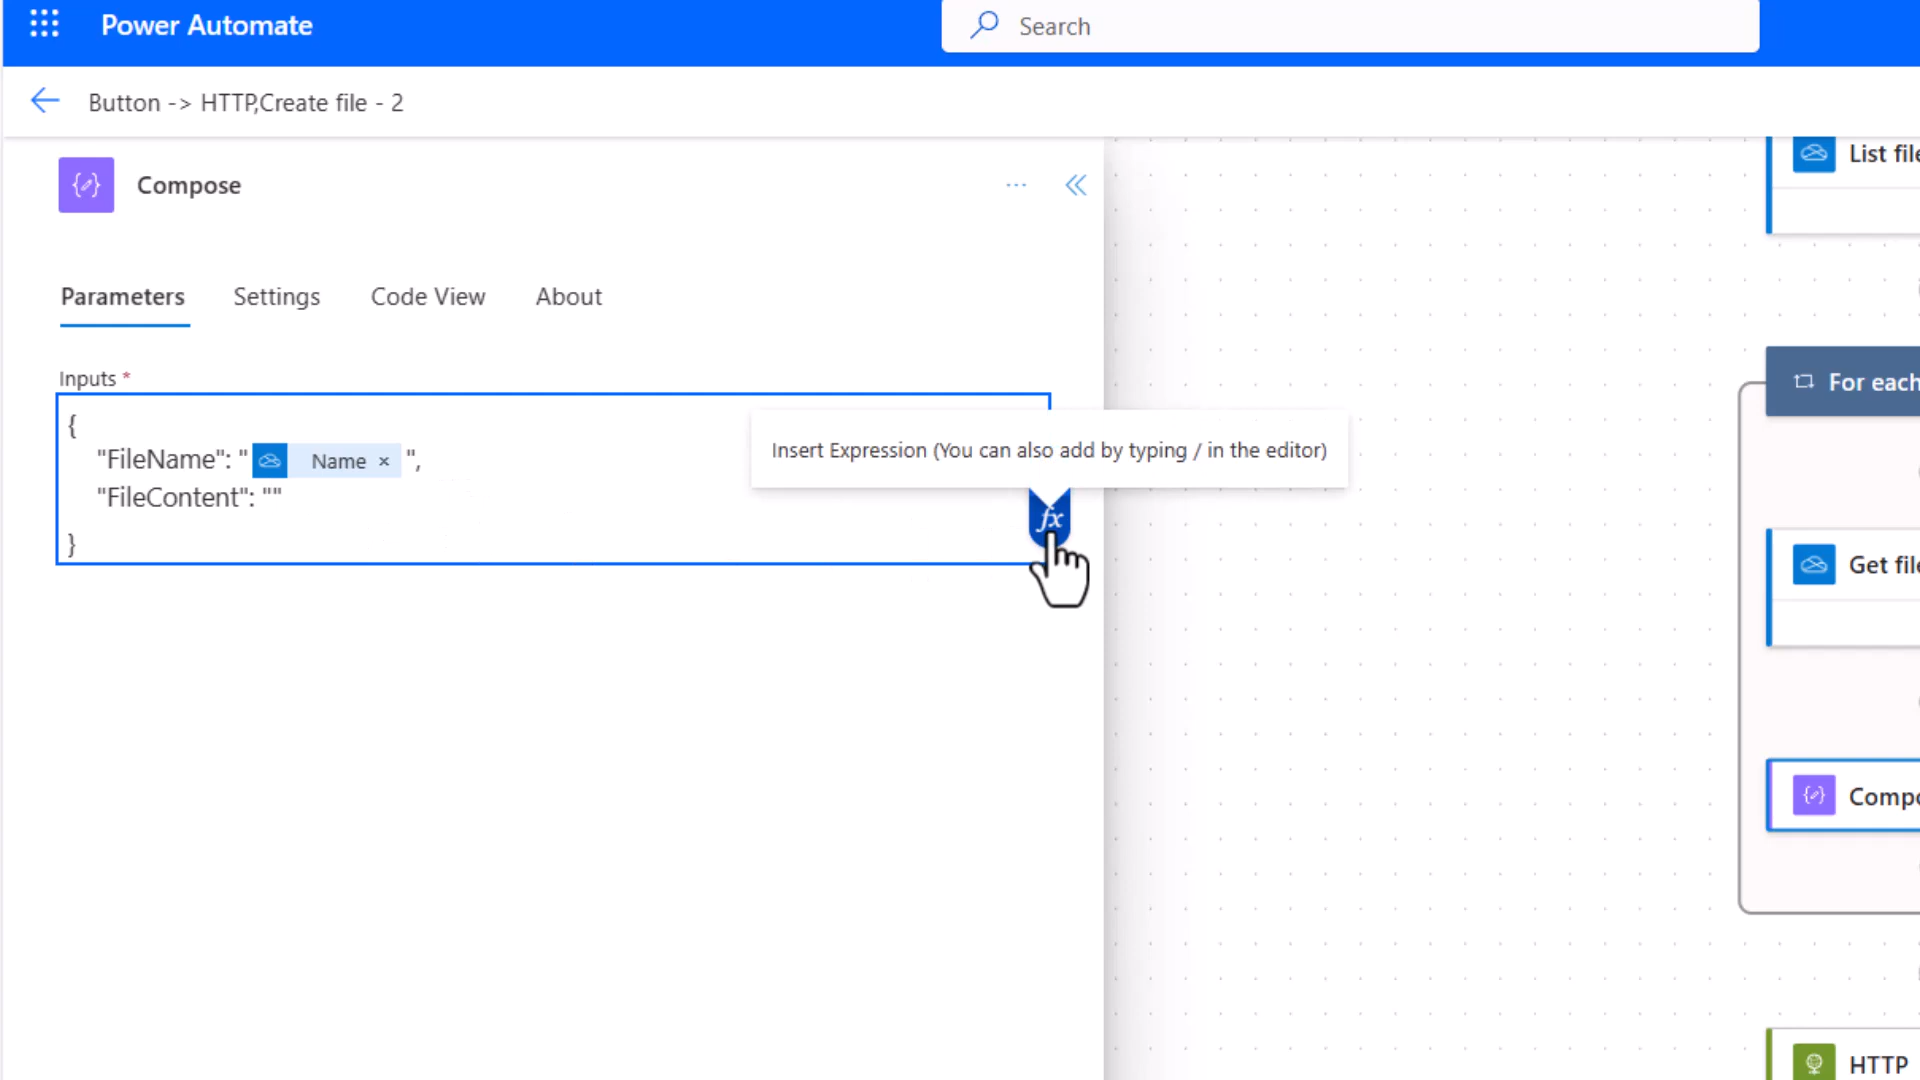 Power Automate
Search
Button -> HTTP,Create file - 2
Compose
Parameters Settings Code View About
Inputs *
{
"FileName": " Name × ",
"FileContent": ""
}
Insert Expression (You can also add by typing / in the editor)
fx
List file
For each
Get file
Compo
HTTP